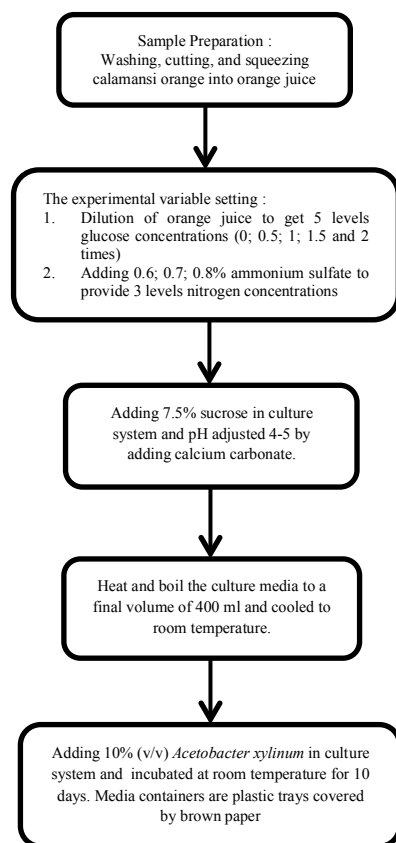 Sample Preparation :
Washing, cutting, and squeezing
calamansi orange into orange juice
The experimental variable setting :
1. Dilution of orange juice to get 5 levels
glucose concentrations (0; 0.5; 1; 1.5 and 2
times)
2. Adding 0.6; 0.7; 0.8% ammonium sulfate to
provide 3 levels nitrogen concentrations
Adding 7.5% sucrose in culture
system and pH adjusted 4-5 by
adding calcium carbonate.
Heat and boil the culture media to a
final volume of 400 ml and cooled to
room temperature.
Adding 10% (v/v) Acetobacter xylinum in culture
system and incubated at room temperature for 10
days. Media containers are plastic trays covered
by brown paper